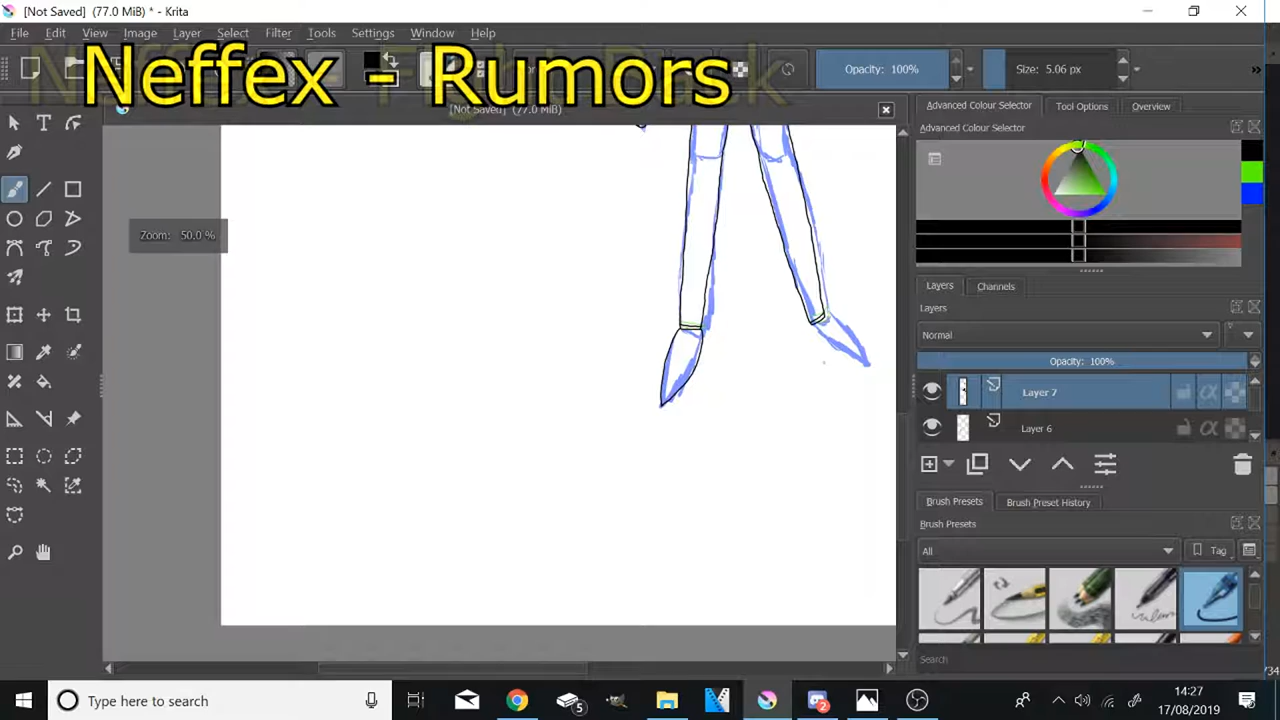 [Not Saved] (77.0 MiB) * - Krita
File Edit View Image Layer Select Filter Tools Settings Window Help
Neffex - Rumors
Opacity: 100%
Size: 5.06 px
[Not Saved] (77.0 MiB)
Zoom: 50.0 %
Advanced Colour Selector
Tool Options
Overview
Advanced Colour Selector
Layers
Channels
Layers
Normal
Opacity: 100%
Layer 7
Layer 6
Brush Presets
Brush Preset History
Brush Presets
All
Tag
Search
Type here to search
5
2
14:27
17/08/2019